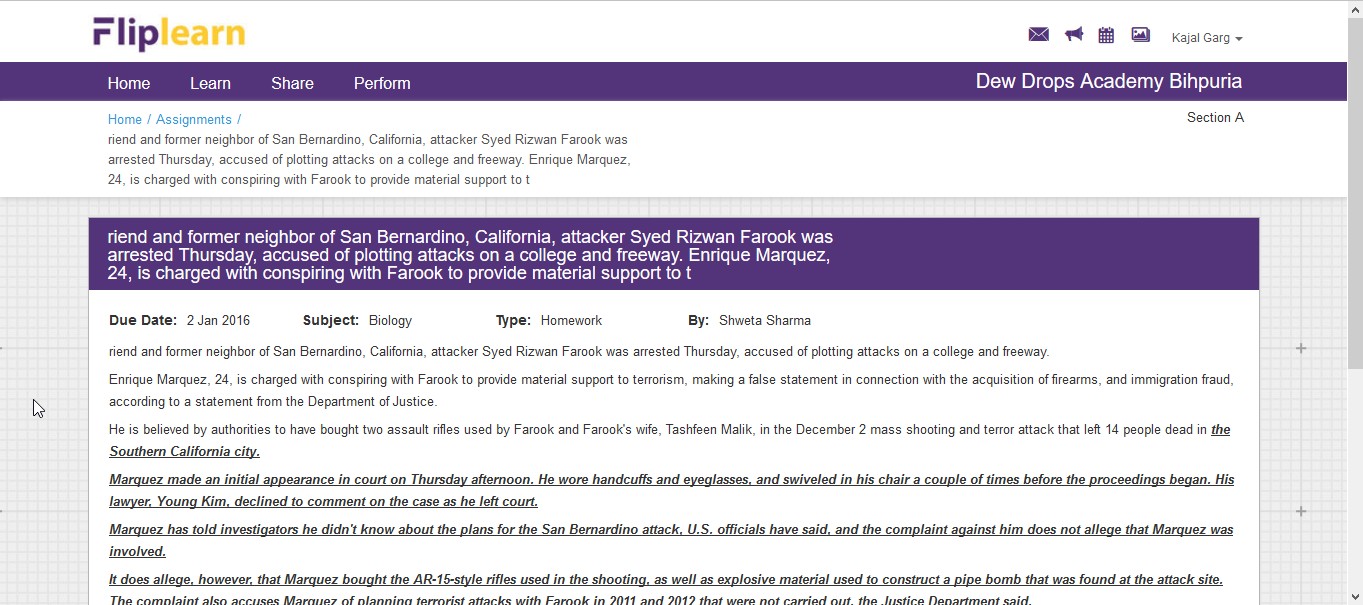 Fliplearn
Kajal Garg
Home Learn Share Perform
Dew Drops Academy Bihpuria
Home / Assignments /
Section A
riend and former neighbor of San Bernardino, California, attacker Syed Rizwan Farook was
arrested Thursday, accused of plotting attacks on a college and freeway. Enrique Marquez,
24, is charged with conspiring with Farook to provide material support to t
riend and former neighbor of San Bernardino, California, attacker Syed Rizwan Farook was
arrested Thursday, accused of plotting attacks on a college and freeway. Enrique Marquez,
24, is charged with conspiring with Farook to provide material support to t
Due Date: 2 Jan 2016 Subject: Biology Type: Homework By: Shweta Sharma
riend and former neighbor of San Bernardino, California, attacker Syed Rizwan Farook was arrested Thursday, accused of plotting attacks on a college and freeway.
Enrique Marquez, 24, is charged with conspiring with Farook to provide material support to terrorism, making a false statement in connection with the acquisition of firearms, and immigration fraud,
according to a statement from the Department of Justice.
He is believed by authorities to have bought two assault rifles used by Farook and Farook's wife, Tashfeen Malik, in the December 2 mass shooting and terror attack that left 14 people dead in the
Southern California city.
Marquez made an initial appearance in court on Thursday afternoon. He wore handcuffs and eyeglasses, and swiveled in his chair a couple of times before the proceedings began. His
lawyer, Young Kim, declined to comment on the case as he left court.
Marquez has told investigators he didn't know about the plans for the San Bernardino attack, U.S. officials have said, and the complaint against him does not allege that Marquez was
involved.
It does allege, however, that Marquez bought the AR-15-style rifles used in the shooting, as well as explosive material used to construct a pipe bomb that was found at the attack site.
The complaint also accuses Marquez of planning terrorist attacks with Farook in 2011 and 2012 that were not carried out, the Justice Department said.